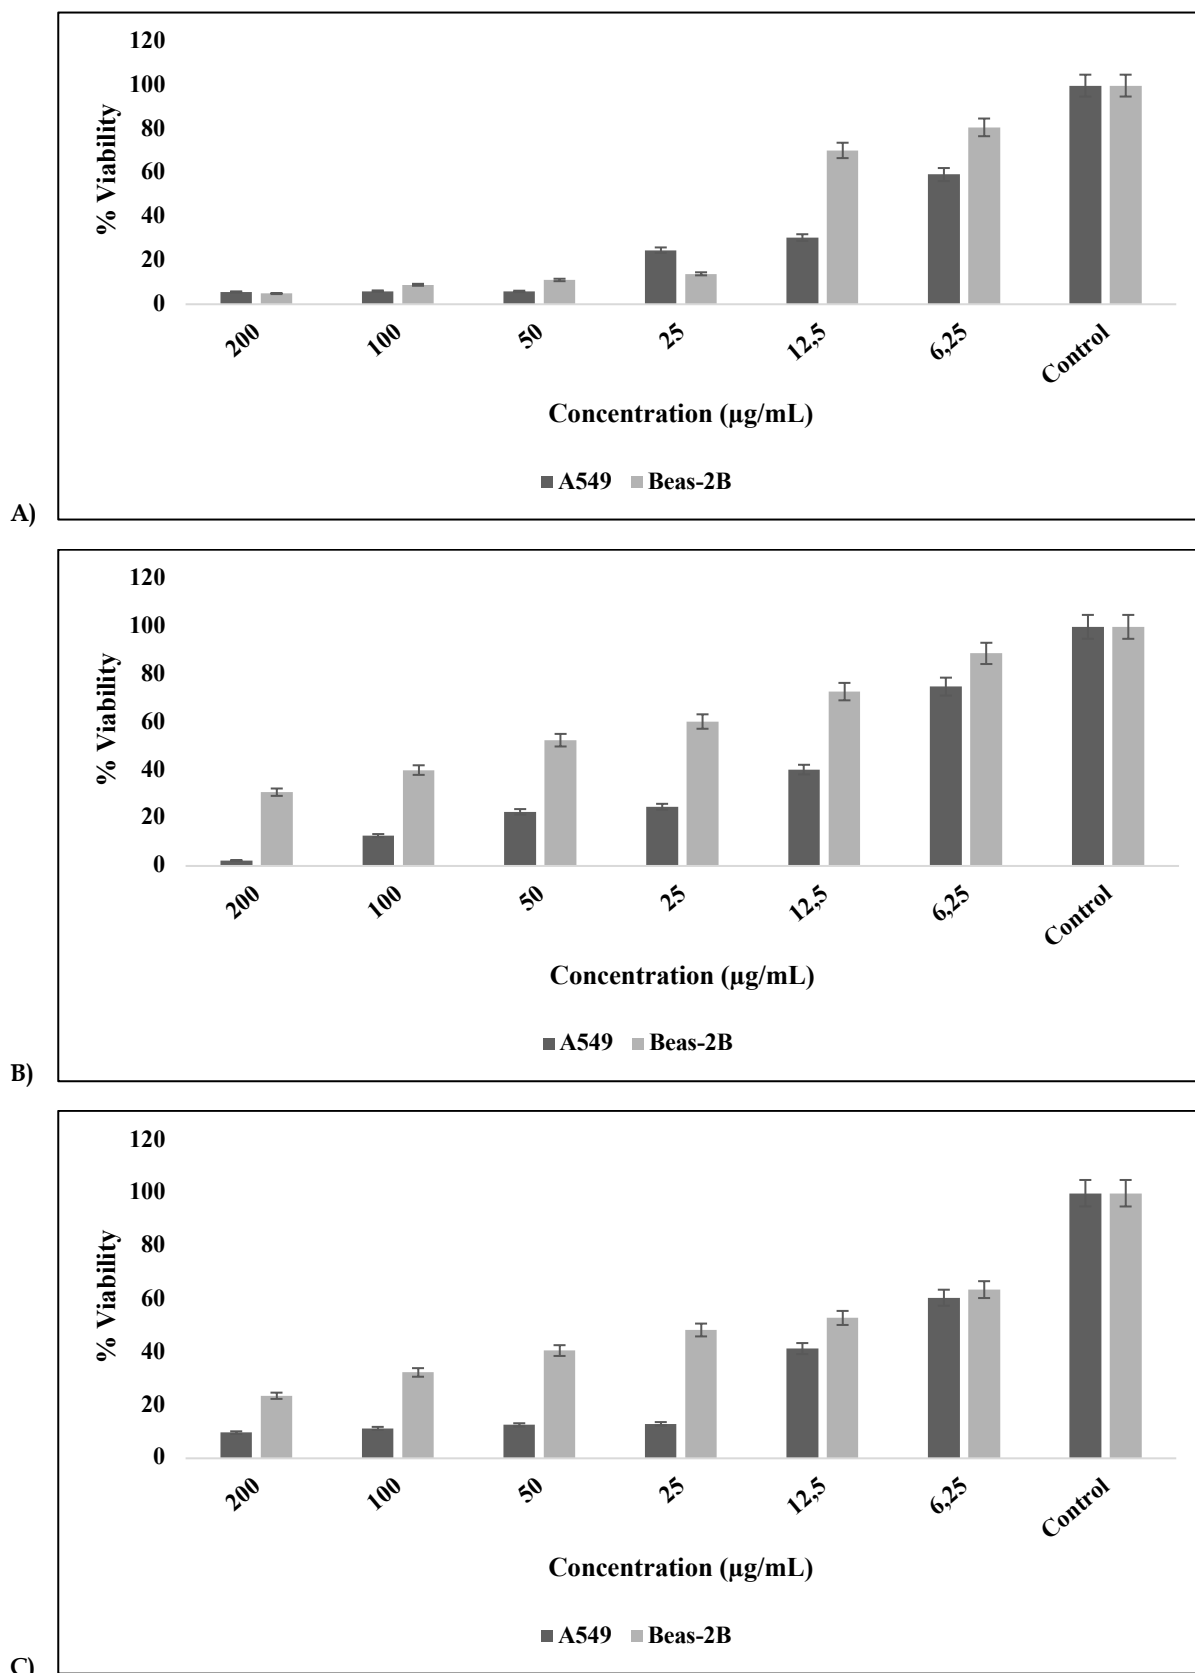 120
100
80
60
40
20
0
% Viability
200 100 50 25 12,5 6,25 Control
Concentration (µg/mL)
A549 Beas-2B
A)
120
100
80
60
40
20
0
% Viability
200 100 50 25 12,5 6,25 Control
Concentration (µg/mL)
A549 Beas-2B
B)
120
100
80
60
40
20
0
% Viability
200 100 50 25 12,5 6,25 Control
Concentration (µg/mL)
A549 Beas-2B
C)